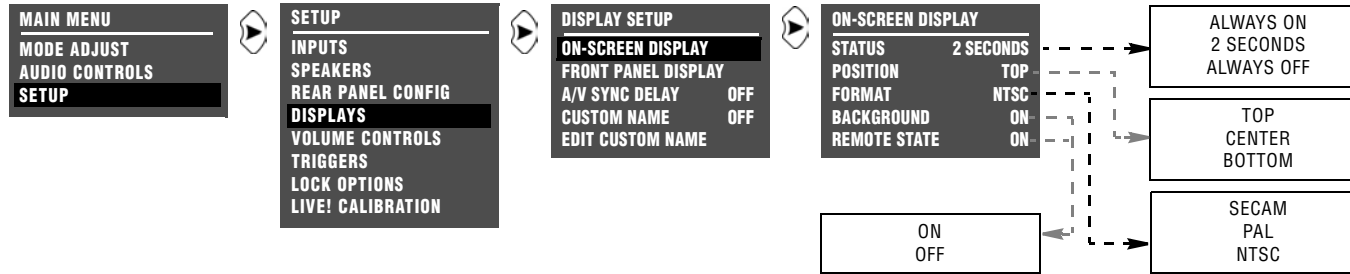 MAIN MENU
MODE ADJUST
AUDIO CONTROLS
SETUP
SETUP
INPUTS
SPEAKERS
REAR PANEL CONFIG
DISPLAYS
VOLUME CONTROLS
TRIGGERS
LOCK OPTIONS
LIVE! CALIBRATION
DISPLAY SETUP
ON-SCREEN DISPLAY
FRONT PANEL DISPLAY
A/V SYNC DELAY OFF
CUSTOM NAME OFF
EDIT CUSTOM NAME
ON-SCREEN DISPLAY
STATUS 2 SECONDS
POSITION TOP
FORMAT NTSC
BACKGROUND ON
REMOTE STATE ON
ALWAYS ON
2 SECONDS
ALWAYS OFF
TOP
CENTER
BOTTOM
SECAM
PAL
NTSC
ON
OFF